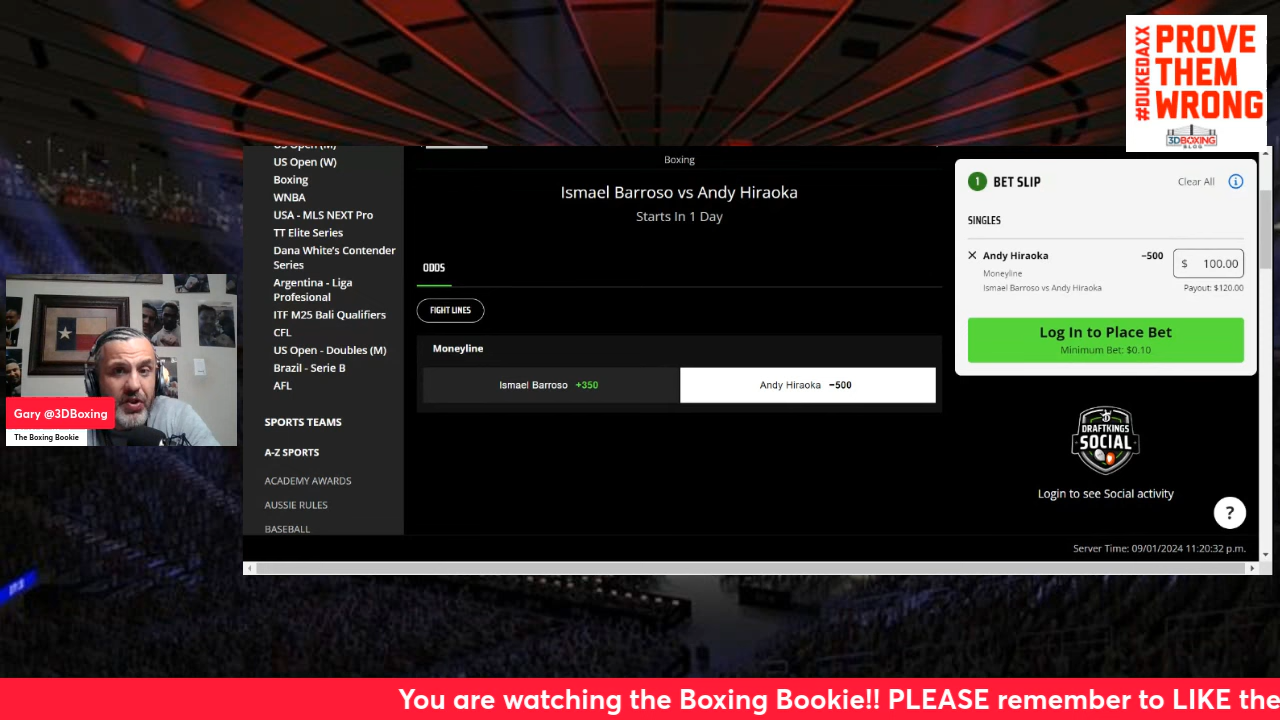 #DUKEDAXX
PROVE
THEM
WRONG
3DBOXING
BLOG
US Open (M)
US Open (W)
Boxing
WNBA
USA - MLS NEXT Pro
TT Elite Series
Dana White's Contender
Series
Argentina - Liga
Profesional
ITF M25 Bali Qualifiers
CFL
US Open - Doubles (M)
Brazil - Serie B
AFL
SPORTS TEAMS
A-Z SPORTS
ACADEMY AWARDS
AUSSIE RULES
BASEBALL
Boxing
Ismael Barroso vs Andy Hiraoka
Starts In 1 Day
ODDS
FIGHT LINES
Moneyline
Ismael Barroso +350
Andy Hiraoka −500
1 BET SLIP Clear All
SINGLES
Andy Hiraoka −500 $ 100.00
Moneyline
Ismael Barroso vs Andy Hiraoka Payout: $120.00
Log In to Place Bet
Minimum Bet: $0.10
DRAFTKINGS
SOCIAL
Login to see Social activity
?
Server Time: 09/01/2024 11:20:32 p.m.
Gary @3DBoxing
The Boxing Bookie
You are watching the Boxing Bookie!! PLEASE remember to LIKE the